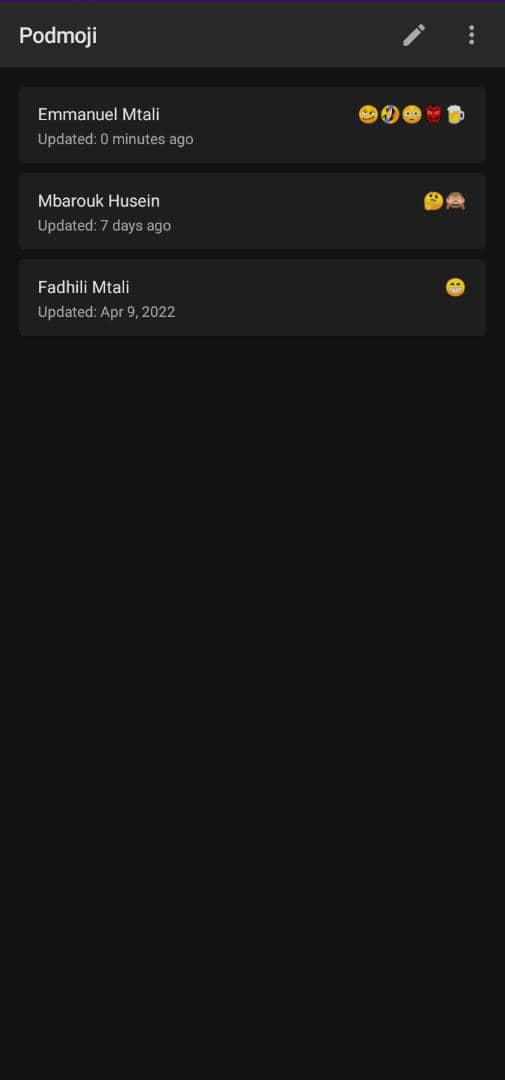 Podmoji
Emmanuel Mtali 🥴🤣😳👹🍺
Updated: 0 minutes ago
Mbarouk Husein 🤔🙈
Updated: 7 days ago
Fadhili Mtali 😁
Updated: Apr 9, 2022